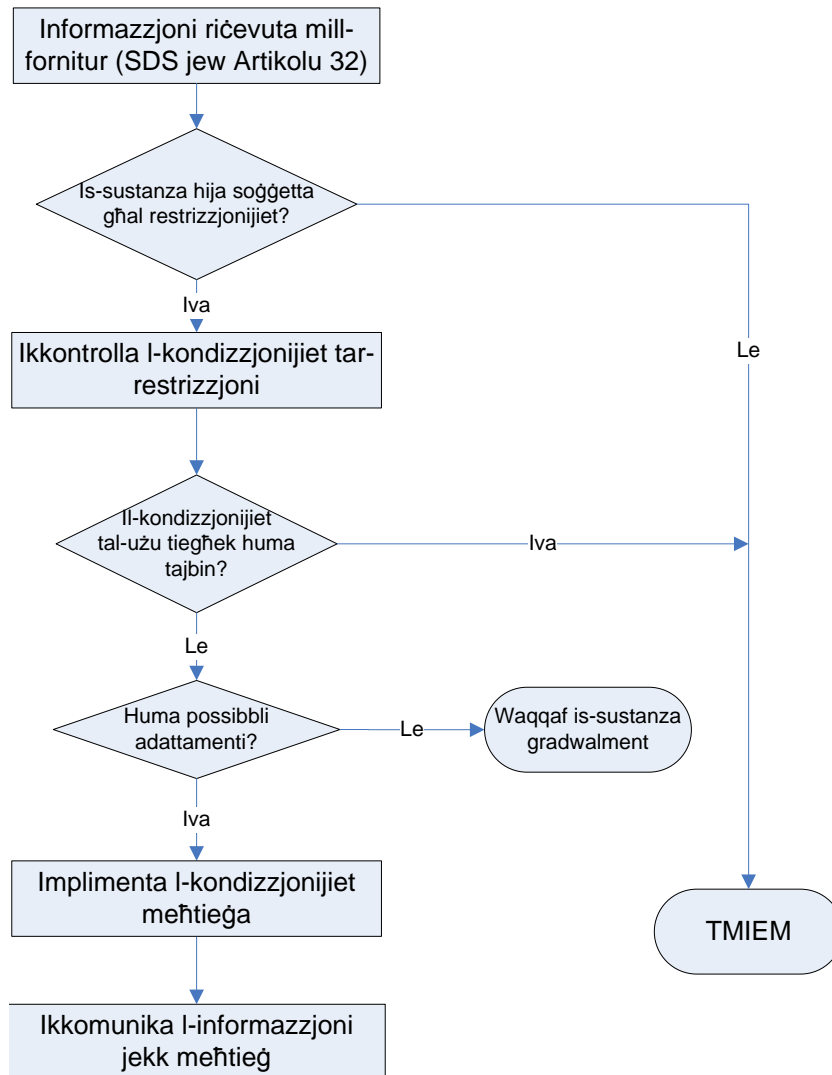 Informazzjoni riċevuta mill-
fornitur (SDS jew Artikolu 32)
Is-sustanza hija soġġetta
għal restrizzjonijiet?
Iva
Le
Ikkontrolla l-kondizzjonijiet tar-
restrizzjoni
Il-kondizzjonijiet
tal-użu tiegħek huma
tajbin?
Iva
Le
Huma possibbli
adattamenti?
Le
Waqqaf is-sustanza
gradwalment
Iva
Implimenta l-kondizzjonijiet
meħtieġa
TMIEM
Ikkomunika l-informazzjoni
jekk meħtieġ